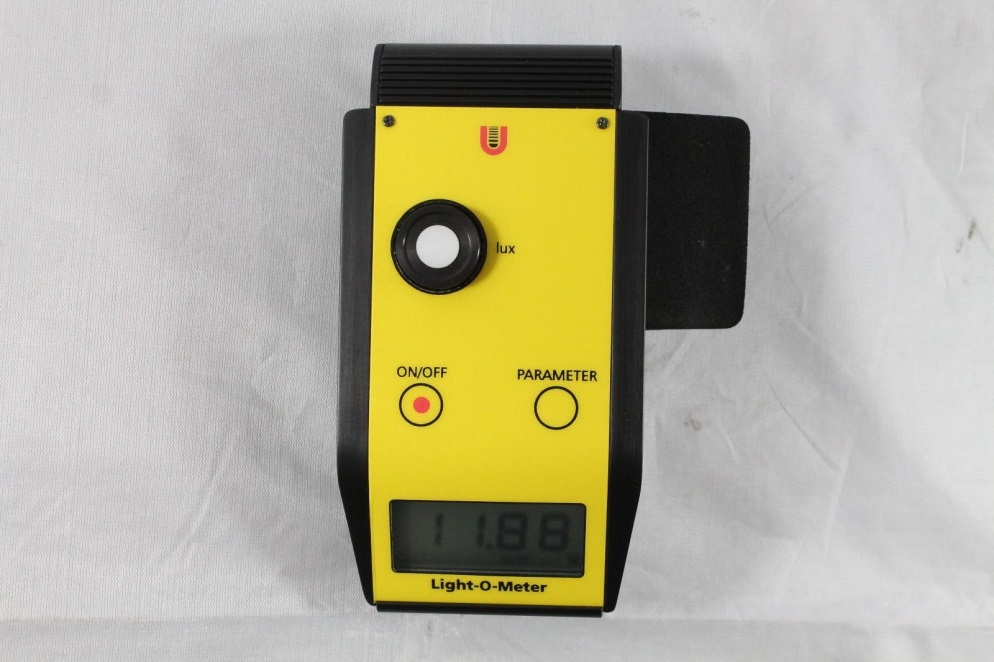 lux
ON/OFF
PARAMETER
11.88
Light-O-Meter